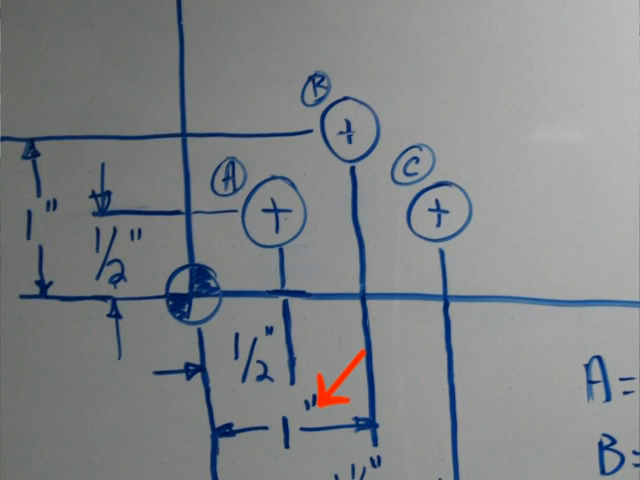 B
A
C
1"
1/2"
1/2"
1"
A=
B=